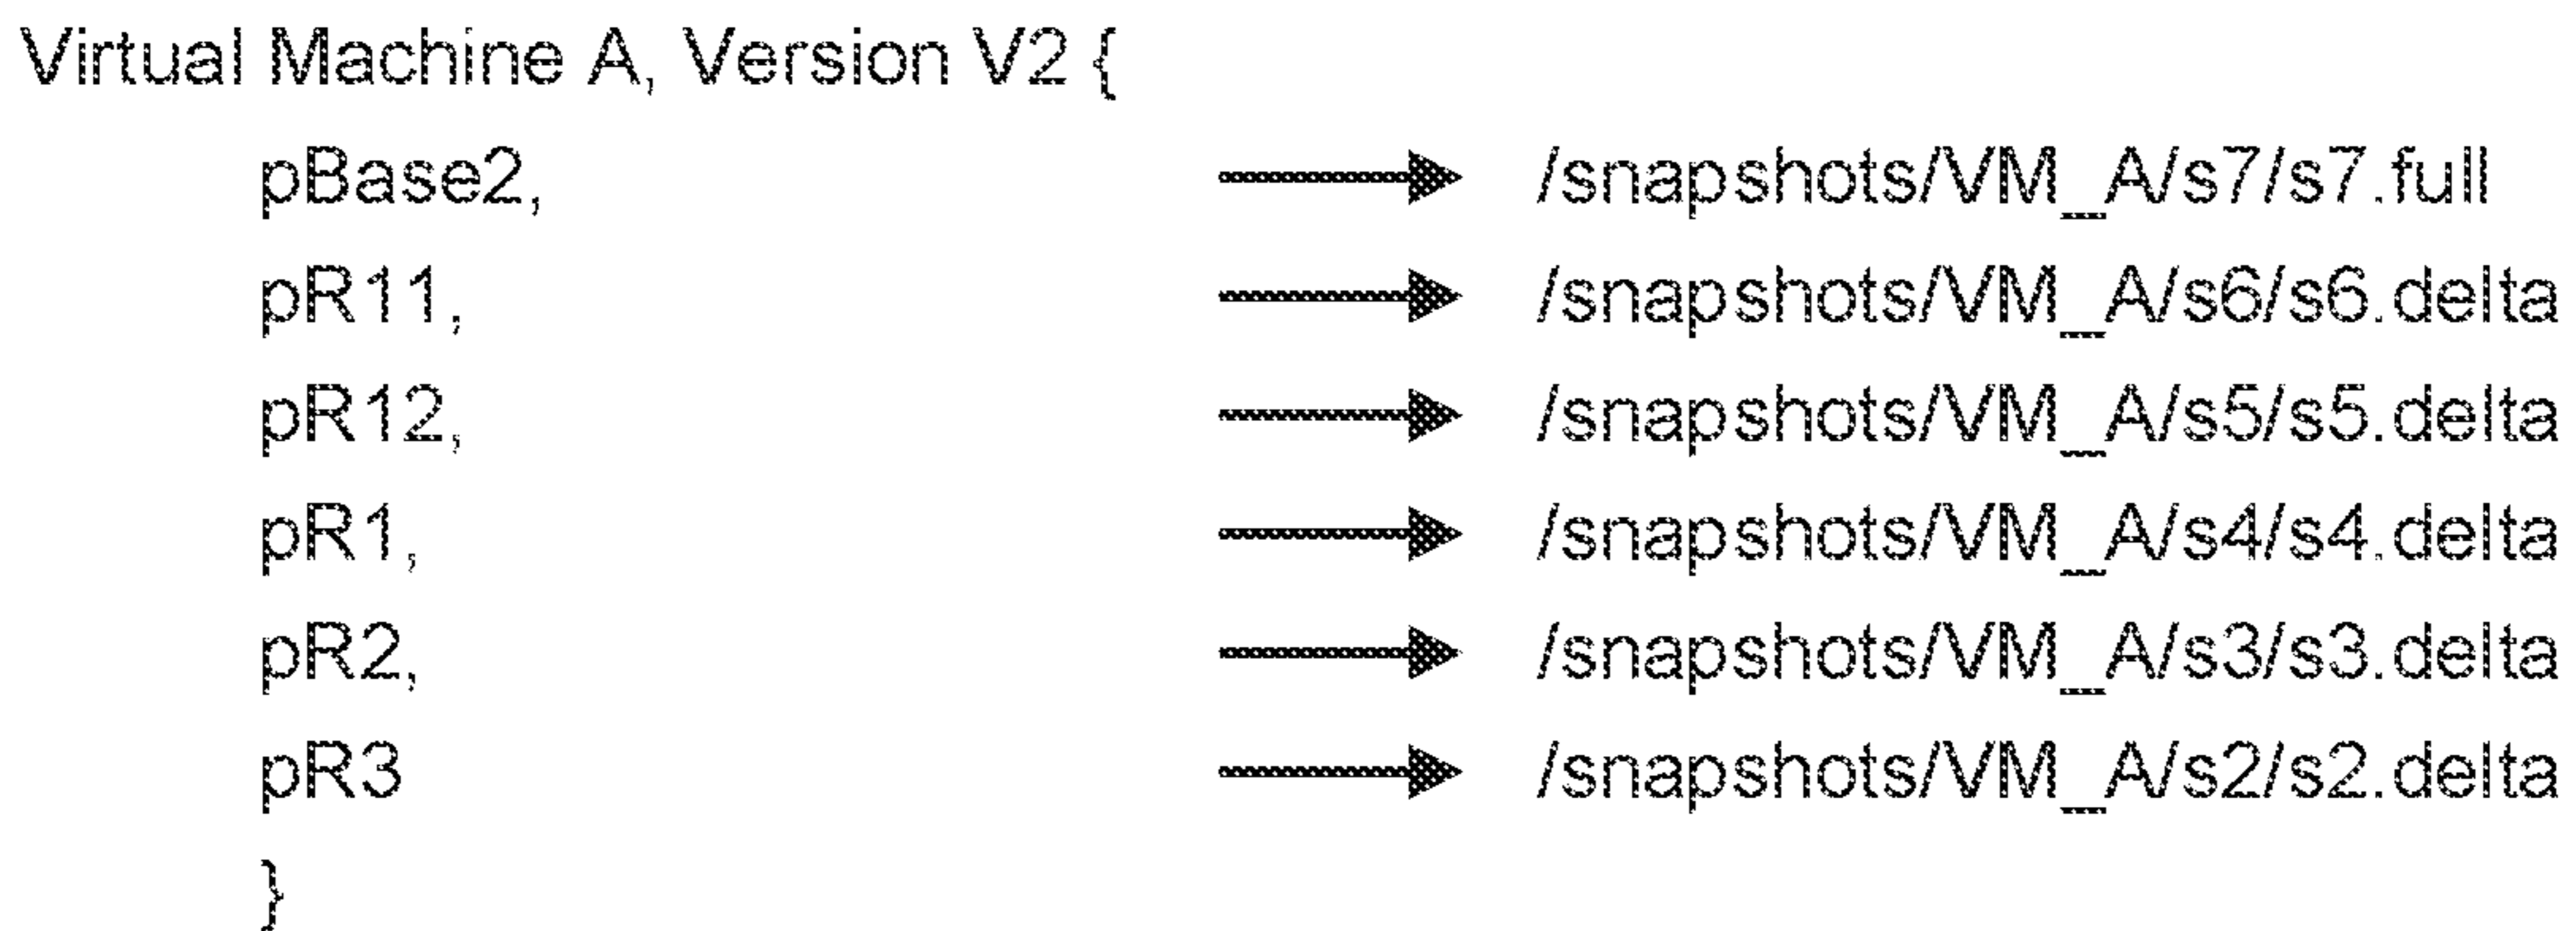 Virtual Machine A, Version V2 {
pBase2, /snapshots/VM_A/s7/s7.full
pR11, /snapshots/VM_A/s6/s6.delta
pR12, /snapshots/VM_A/s5/s5.delta
pR1, /snapshots/VM_A/s4/s4.delta
pR2, /snapshots/VM_A/s3/s3.delta
pR3 /snapshots/VM_A/s2/s2.delta
}